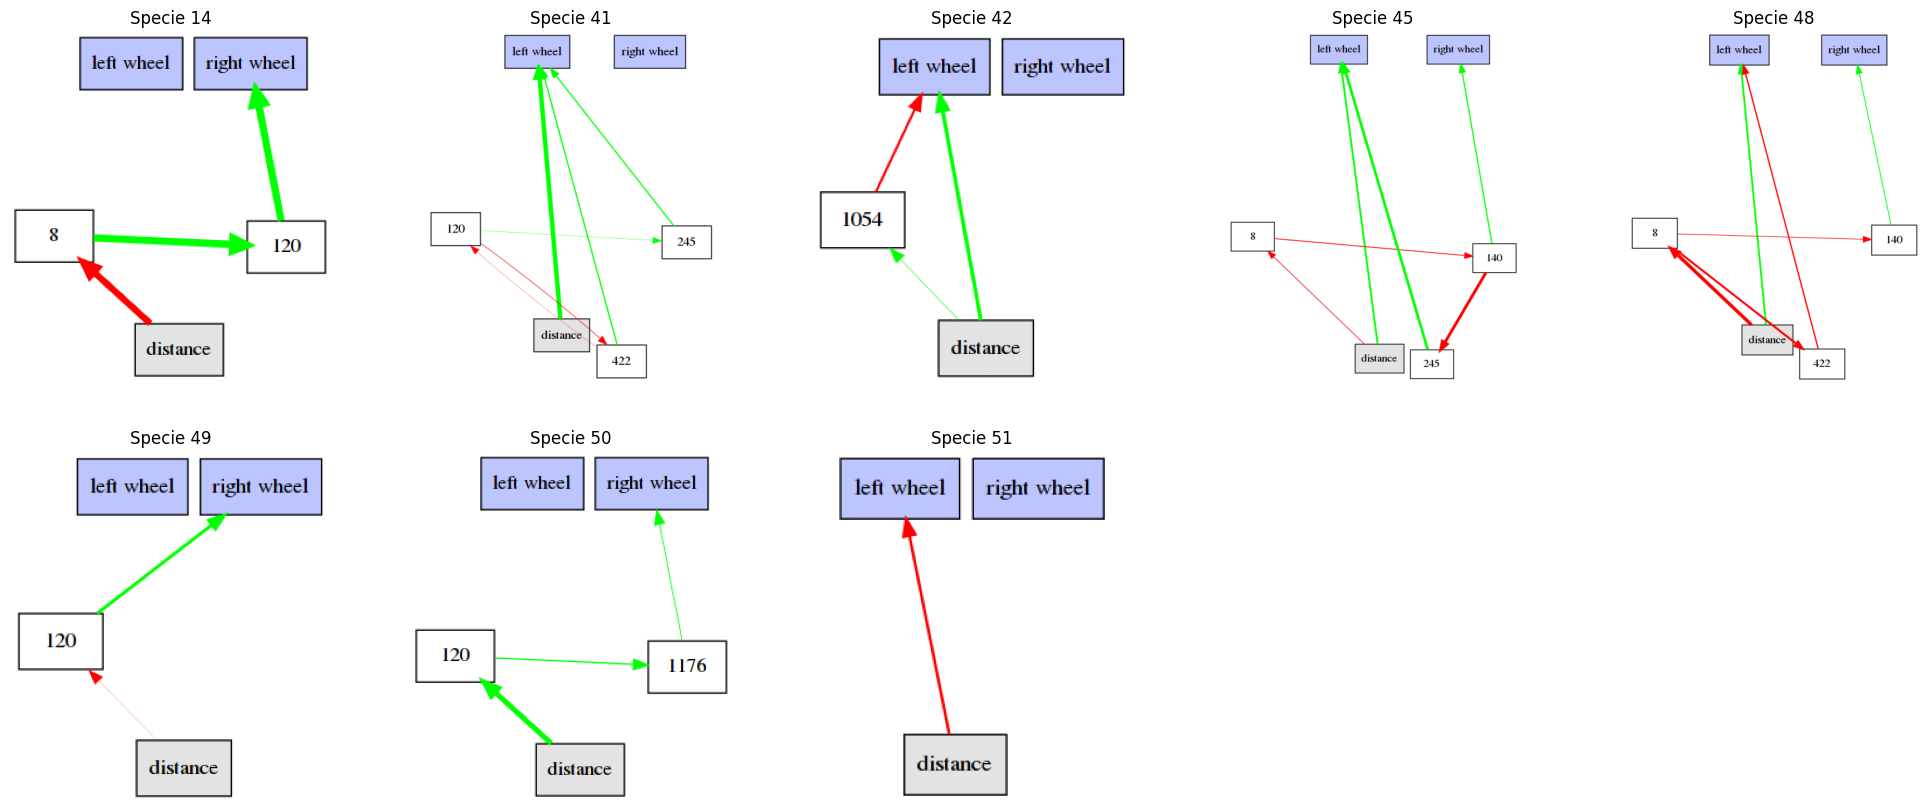 Specie 14
left wheel
right wheel
8
120
distance
Specie 41
left wheel
right wheel
120
245
distance
422
Specie 42
left wheel
right wheel
1054
distance
Specie 45
left wheel
right wheel
8
140
distance
245
Specie 48
left wheel
right wheel
8
140
distance
422
Specie 49
left wheel
right wheel
120
distance
Specie 50
left wheel
right wheel
120
1176
distance
Specie 51
left wheel
right wheel
distance